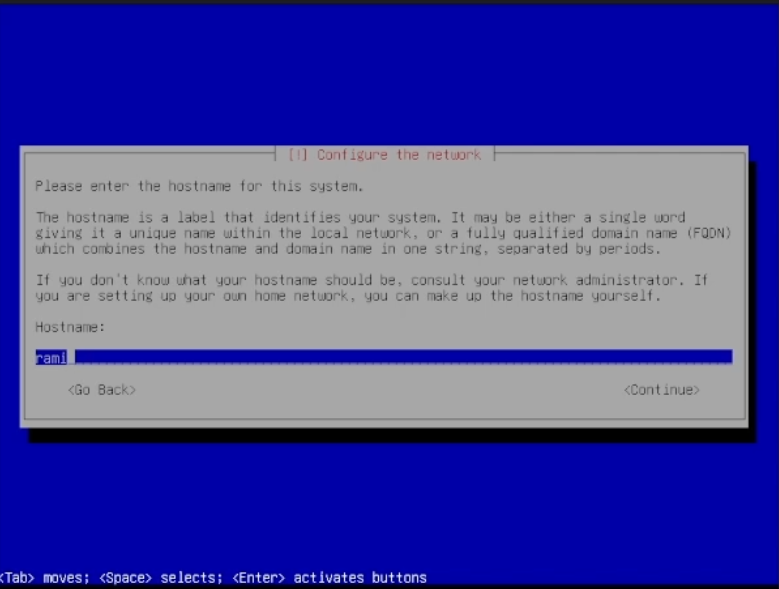 [!] Configure the network
Please enter the hostname for this system.
The hostname is a label that identifies your system. It may be either a single word
giving it a unique name within the local network, or a fully qualified domain name (FQDN)
which combines the hostname and domain name in one string, separated by periods.
If you don't know what your hostname should be, consult your network administrator. If
you are setting up your own home network, you can make up the hostname yourself.
Hostname:
rami
<Go Back> <Continue>
<Tab> moves; <Space> selects; <Enter> activates buttons